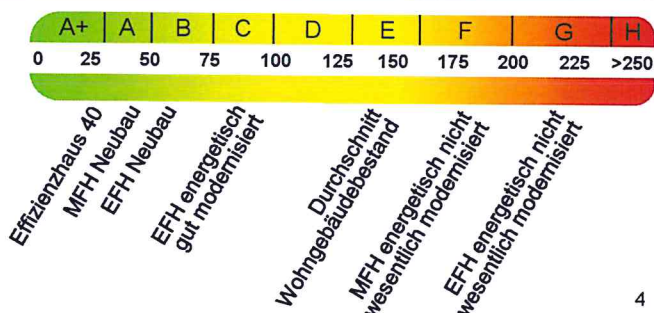 A+ A B C D E F G H
0 25 50 75 100 125 150 175 200 225 >250
Effizienzhaus 40
MFH Neubau
EFH Neubau
EFH energetisch
gut modernisiert
Durchschnitt
Wohngebäudebestand
MFH energetisch nicht
wesentlich modernisiert
EFH energetisch nicht
wesentlich modernisiert
4